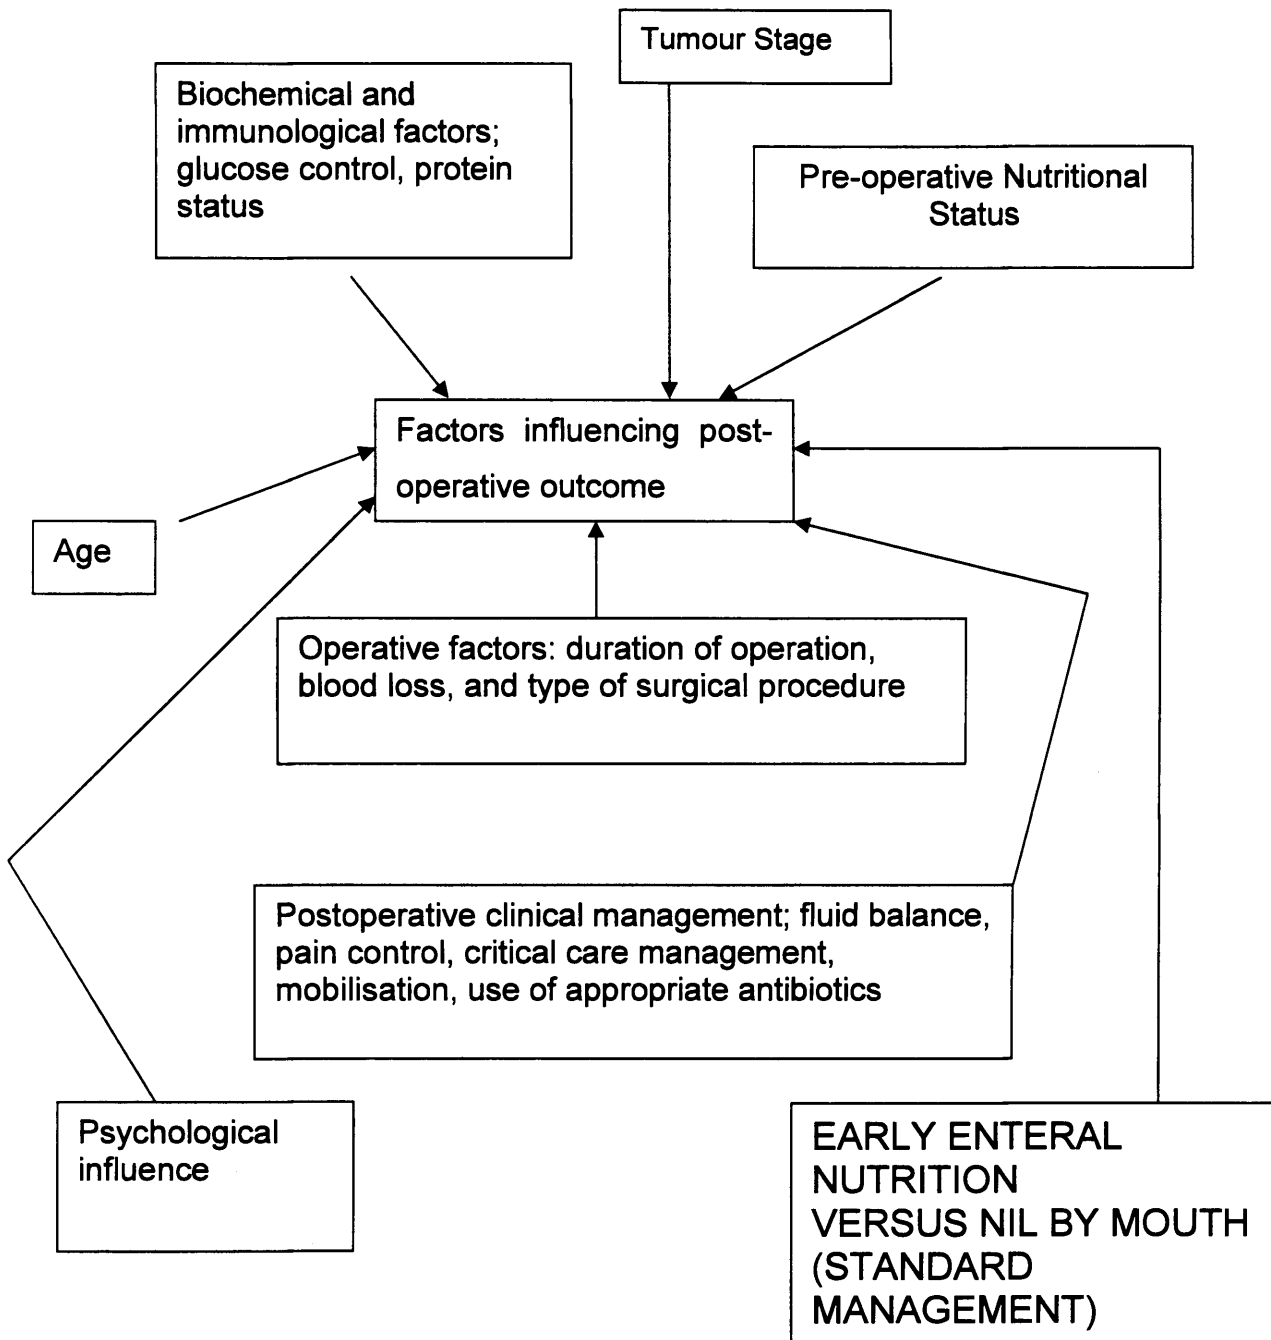 Tumour Stage
Biochemical and
immunological factors;
glucose control, protein
status
Pre-operative Nutritional
Status
Factors influencing post-
operative outcome
Age
Operative factors: duration of operation,
blood loss, and type of surgical procedure
Postoperative clinical management; fluid balance,
pain control, critical care management,
mobilisation, use of appropriate antibiotics
Psychological
influence
EARLY ENTERAL
NUTRITION
VERSUS NIL BY MOUTH
(STANDARD
MANAGEMENT)